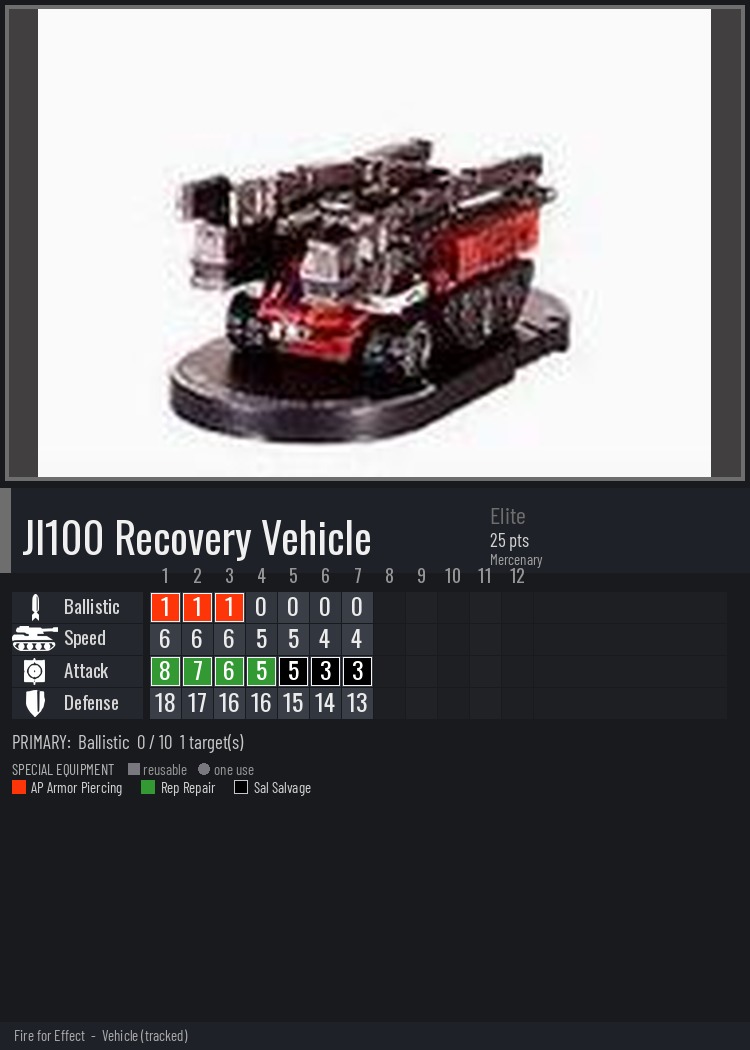 JI100 Recovery Vehicle
Elite
25 pts
Mercenary
1 2 3 4 5 6 7 8 9 10 11 12
Ballistic 1 1 1 0 0 0 0
Speed 6 6 6 5 5 4 4
Attack 8 7 6 5 5 3 3
Defense 18 17 16 16 15 14 13
PRIMARY: Ballistic 0 / 10 1 target(s)
SPECIAL EQUIPMENT reusable one use
AP Armor Piercing Rep Repair Sal Salvage
Fire for Effect - Vehicle (tracked)